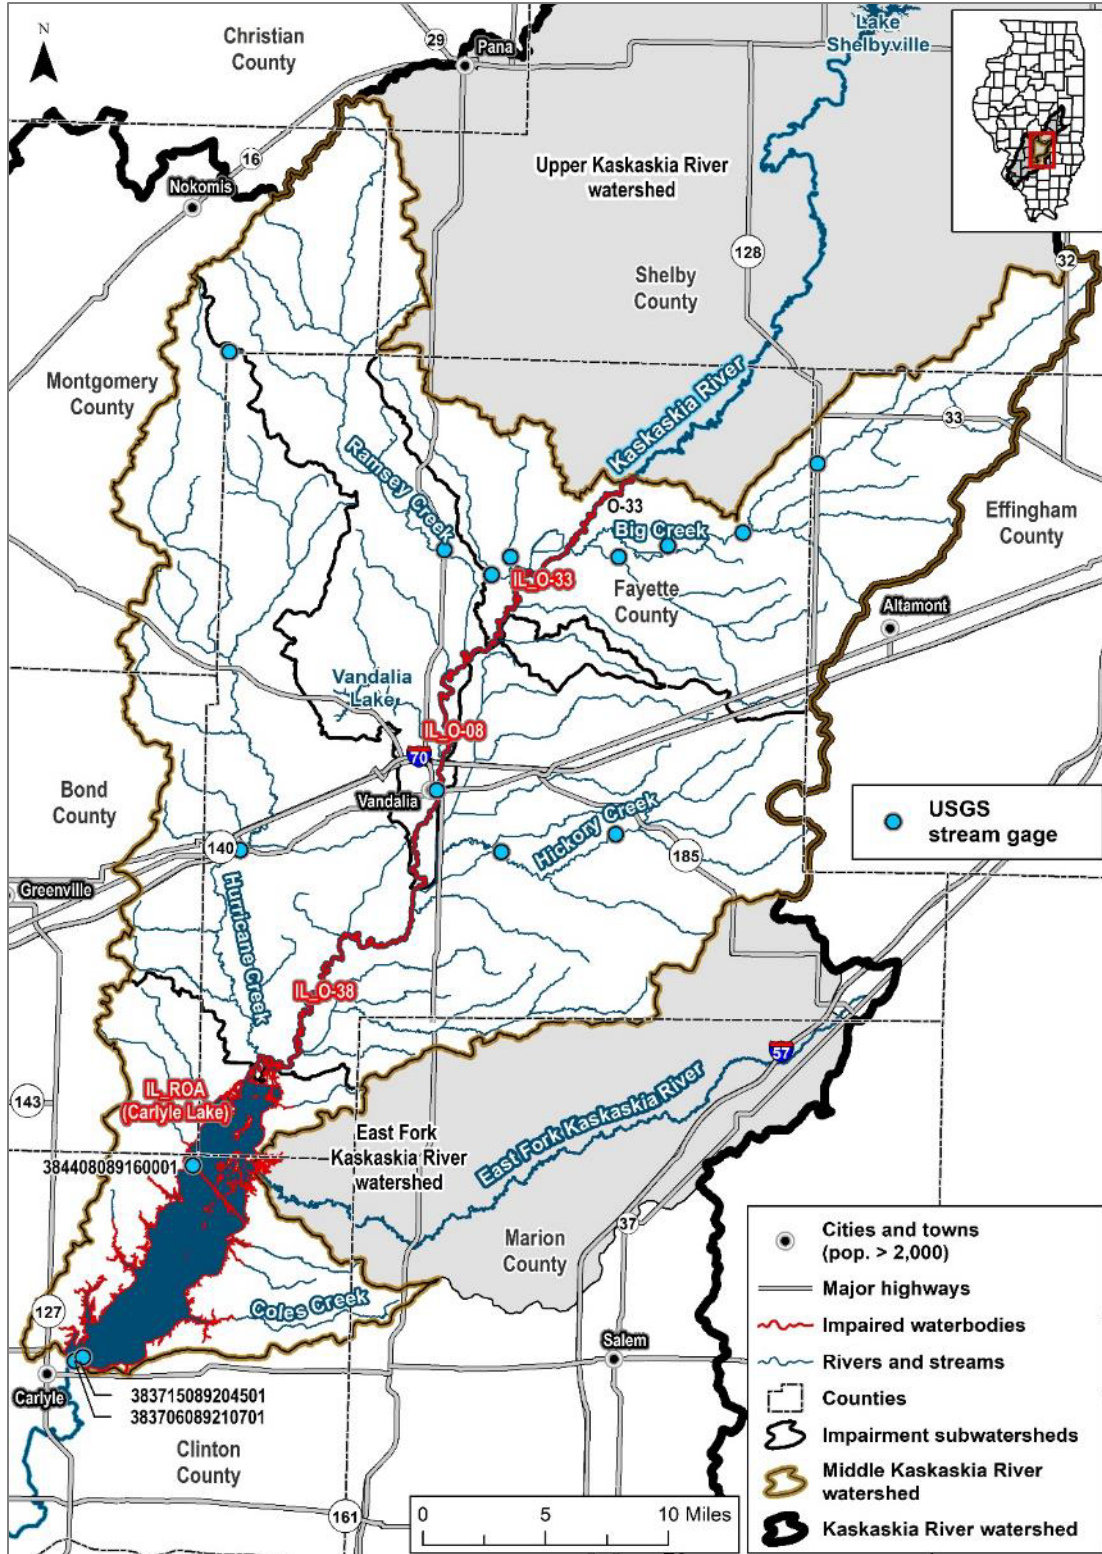 N
Christian
County
29
Pana
Lake
Shelbyville
16
Nokomis
Upper Kaskaskia River
watershed
128
32
Shelby
County
Montgomery
County
Kaskaskia River
33
Ramsey Creek
O-33
Big Creek
Effingham
County
IL_O-33
Fayette
County
Altamont
Vandalia
Lake
IL_O-08
70
Bond
County
Vandalia
USGS
stream gage
Hickory Creek
140
185
Greenville
Hurricane Creek
IL_O-38
57
143
IL_ROA
(Carlyle Lake)
East Fork Kaskaskia River
East Fork
Kaskaskia River
watershed
384408089160001
37
Marion
County
Cities and towns
(pop. > 2,000)
Major highways
127
Coles Creek
Impaired waterbodies
Salem
Rivers and streams
Carlyle
383715089204501
383706089210701
Counties
Impairment subwatersheds
Clinton
County
Middle Kaskaskia River
watershed
161
0 5 10 Miles
Kaskaskia River watershed